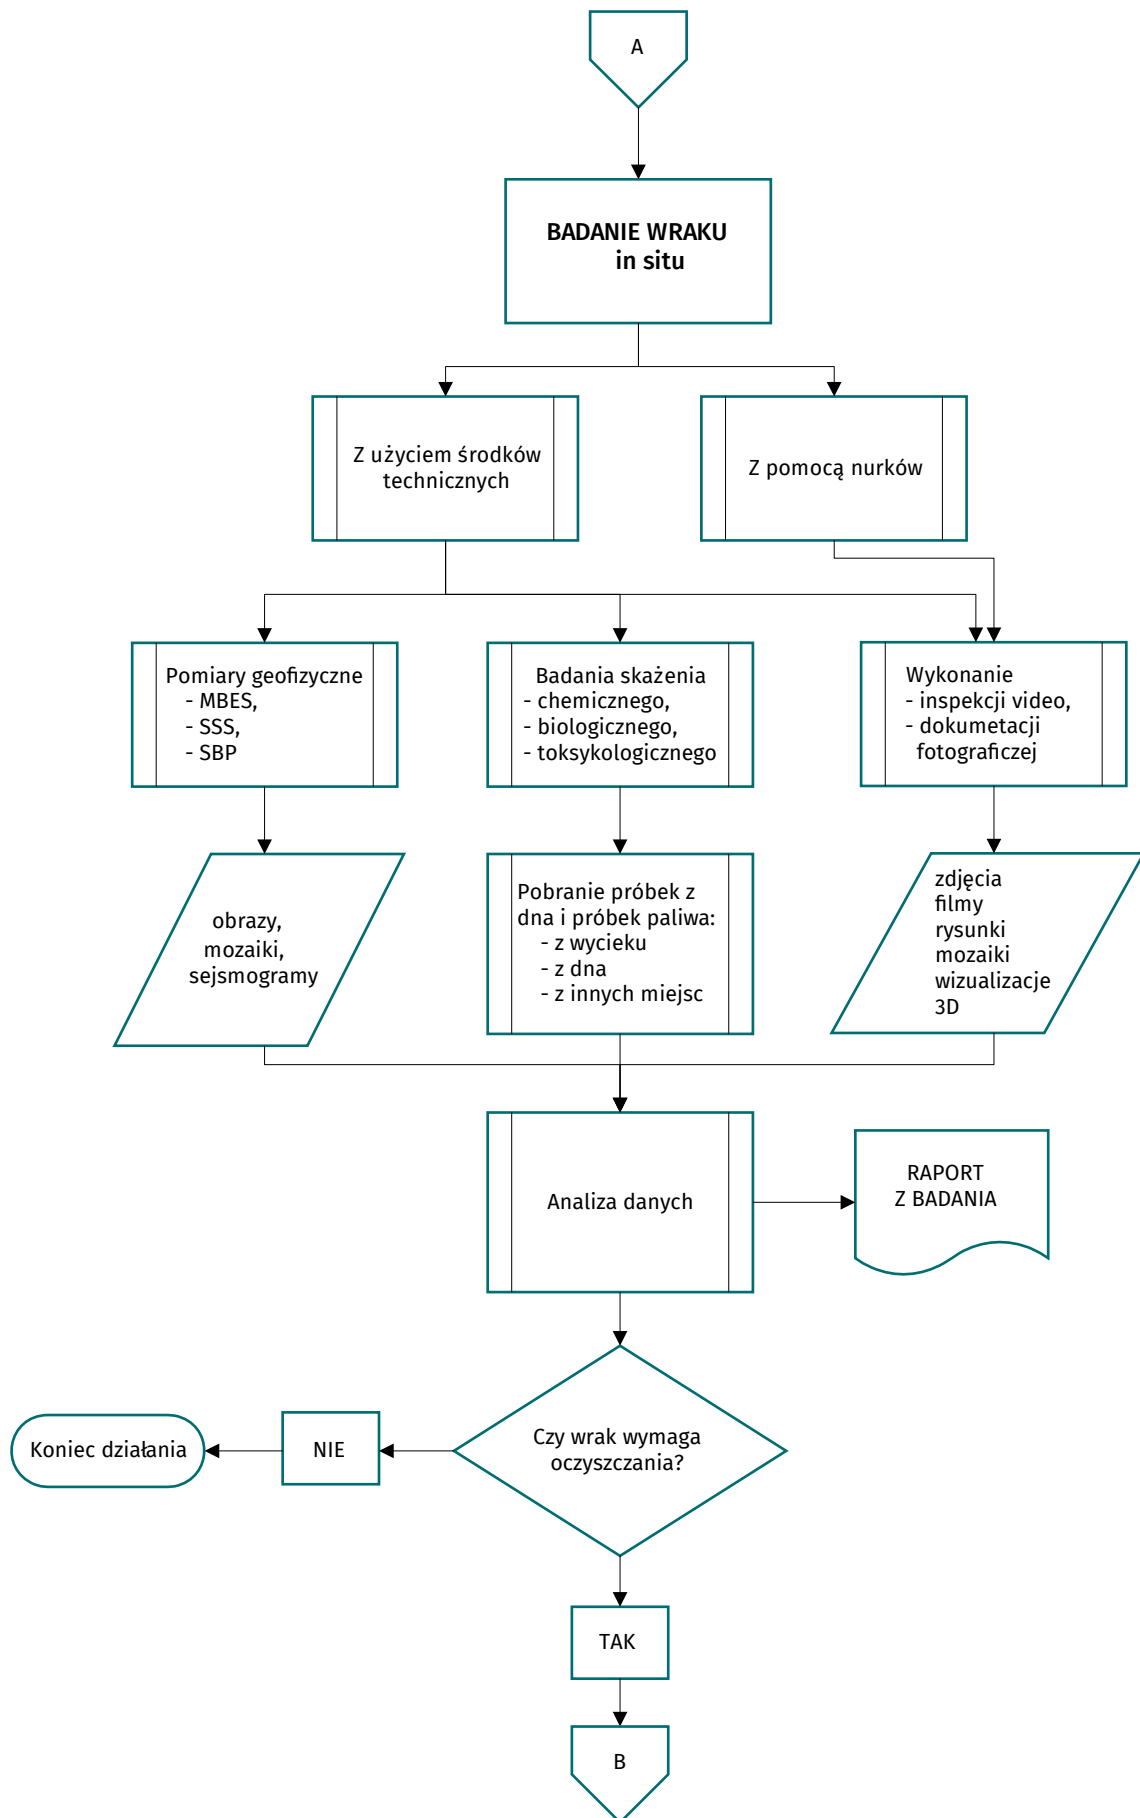 A
BADANIE WRAKU
in situ
Z użyciem środków
technicznych
Z pomocą nurków
Pomiary geofizyczne
- MBES,
- SSS,
- SBP
Badania skażenia
- chemicznego,
- biologicznego,
- toksykologicznego
Wykonanie
- inspekcji video,
- dokumetacji
fotograficzej
obrazy,
mozaiki,
sejsmogramy
Pobranie próbek z
dna i próbek paliwa:
- z wycieku
- z dna
- z innych miejsc
zdjęcia
filmy
rysunki
mozaiki
wizualizacje
3D
Analiza danych
RAPORT
Z BADANIA
Czy wrak wymaga
oczyszczania?
NIE
Koniec działania
TAK
B